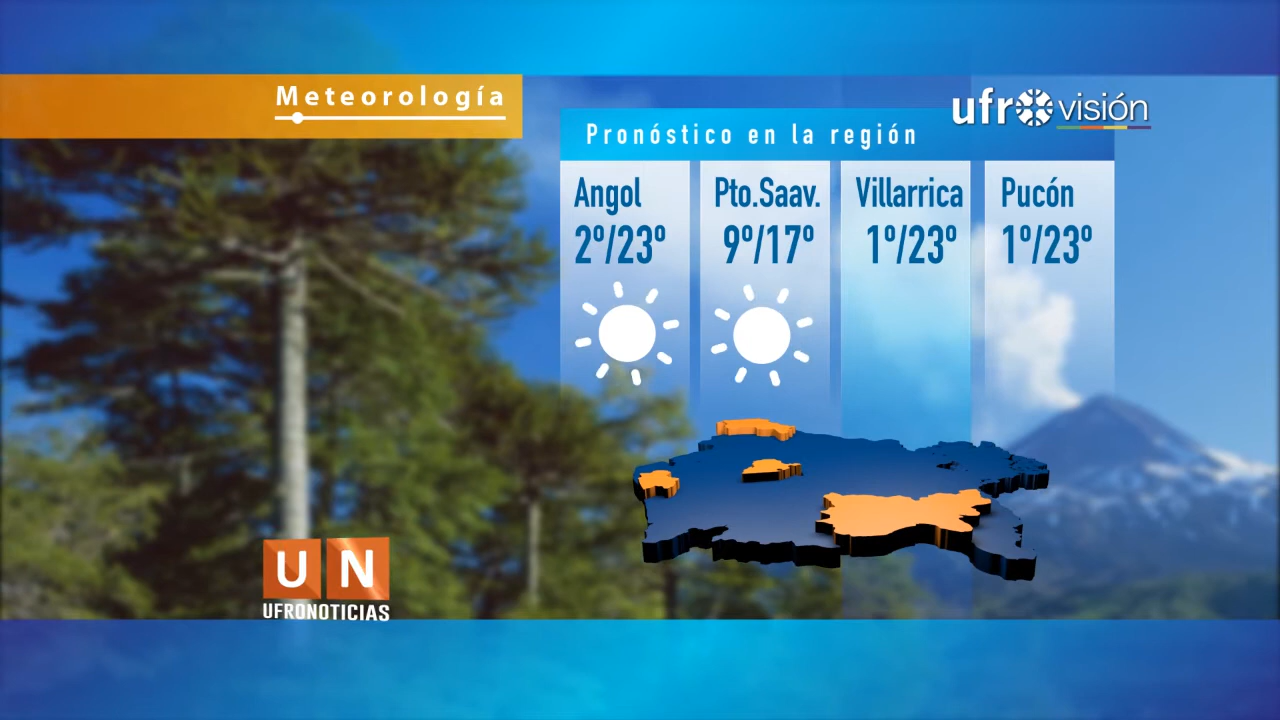 Meteorología
ufrovisión
Pronóstico en la región
Angol
2º/23º
Pto.Saav.
9º/17º
Villarrica
1º/23º
Pucón
1º/23º
UN
UFRONOTICIAS